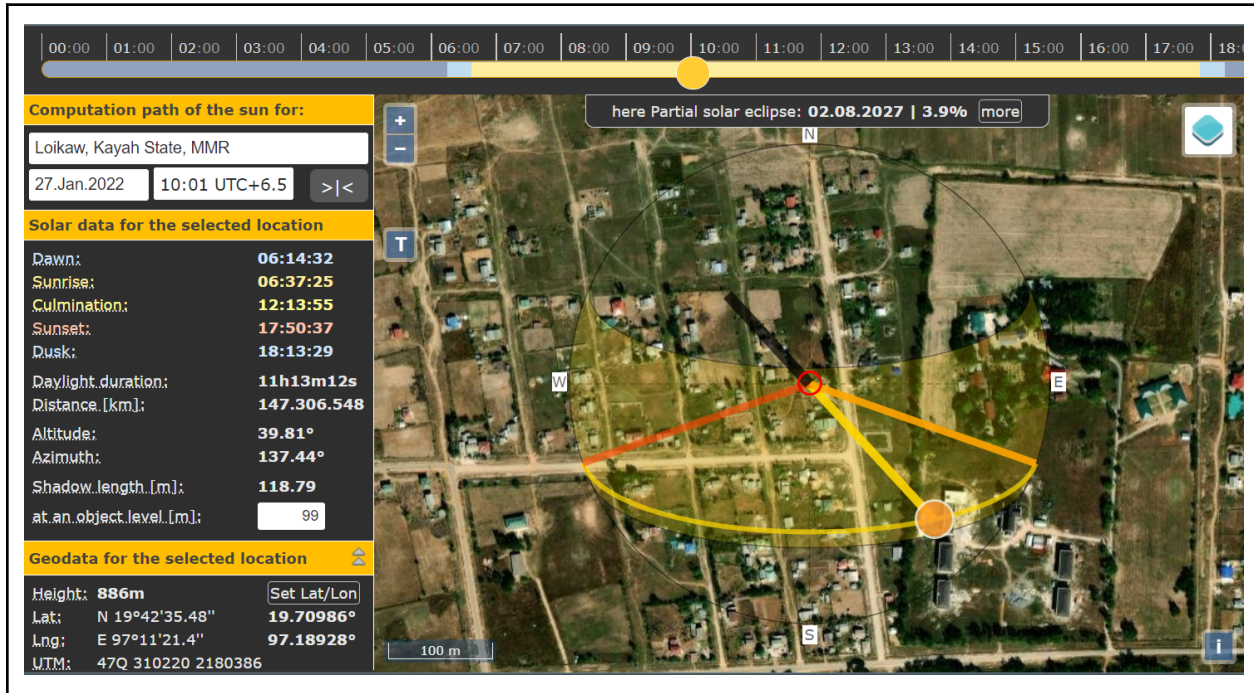 00:00 01:00 02:00 03:00 04:00 05:00 06:00 07:00 08:00 09:00 10:00 11:00 12:00 13:00 14:00 15:00 16:00 17:00 18:0
Computation path of the sun for:
Loikaw, Kayah State, MMR
27.Jan.2022 10:01 UTC+6.5 >|<
Solar data for the selected location
Dawn: 06:14:32
Sunrise: 06:37:25
Culmination: 12:13:55
Sunset: 17:50:37
Dusk: 18:13:29
Daylight duration: 11h13m12s
Distance [km]: 147.306.548
Altitude: 39.81°
Azimuth: 137.44°
Shadow length [m]: 118.79
at an object level [m]: 99
Geodata for the selected location
Height: 886m Set Lat/Lon
Lat: N 19°42'35.48'' 19.70986°
Lng: E 97°11'21.4'' 97.18928°
UTM: 47Q 310220 2180386
+
−
T
here Partial solar eclipse: 02.08.2027 | 3.9% more
N
W
E
S
100 m
i